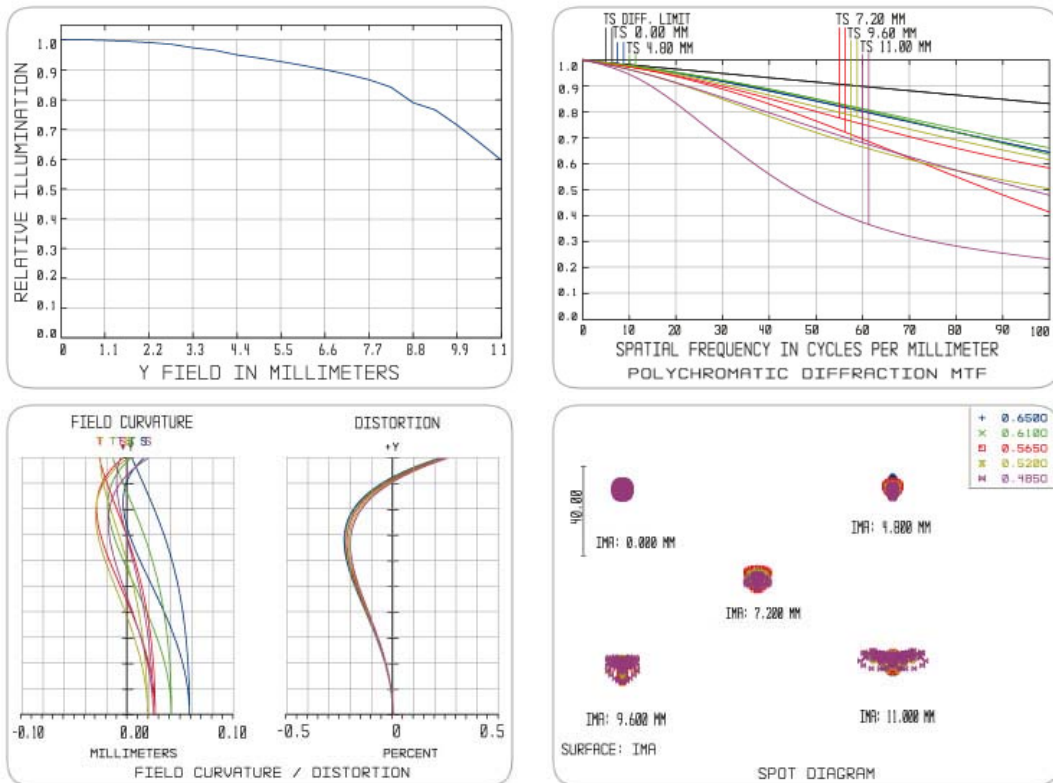 RELATIVE ILLUMINATION
1.0
0.9
0.8
0.7
0.6
0.5
0.4
0.3
0.2
0.1
0.0
0 1.1 2.2 3.3 4.4 5.5 6.6 7.7 8.8 9.9 11
Y FIELD IN MILLIMETERS
TS DIFF. LIMIT
TS 0.00 MM
TS 4.80 MM
TS 7.20 MM
TS 9.60 MM
TS 11.00 MM
1.0
0.9
0.8
0.7
0.6
0.5
0.4
0.3
0.2
0.1
0.0
0 10 20 30 40 50 60 70 80 90 100
SPATIAL FREQUENCY IN CYCLES PER MILLIMETER
POLYCHROMATIC DIFFRACTION MTF
FIELD CURVATURE
-0.10 0.00 0.10
MILLIMETERS
DISTORTION
+Y
-0.5 0 0.5
PERCENT
FIELD CURVATURE / DISTORTION
+ 0.6500
× 0.6100
0.5650
0.5200
0.4850
40.00
IMA: 0.000 MM
IMA: 4.800 MM
IMA: 7.200 MM
IMA: 9.600 MM
IMA: 11.000 MM
SURFACE: IMA
SPOT DIAGRAM